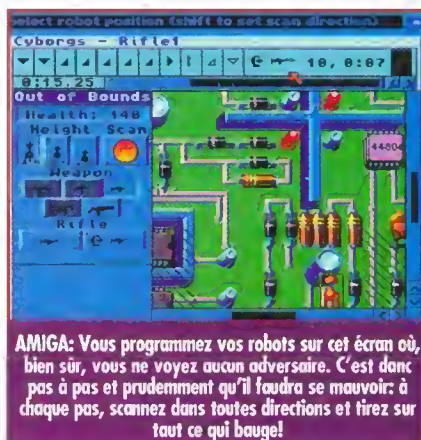 select robot position (shift to set scan direction)
Cyborgs - Rifle1
10, 0:07
0:15.25
Out of Bounds
Health: 140
Height Scan
Weapon
Rifle
44804
AMIGA: Vous programmez vos robots sur cet écran où,
bien sûr, vous ne voyez aucun adversaire. C'est donc
pas à pas et prudemment qu'il faudra se mauvoir: à
chaque pas, scannez dans toutes directions et tirez sur
tout ce qui bauge!